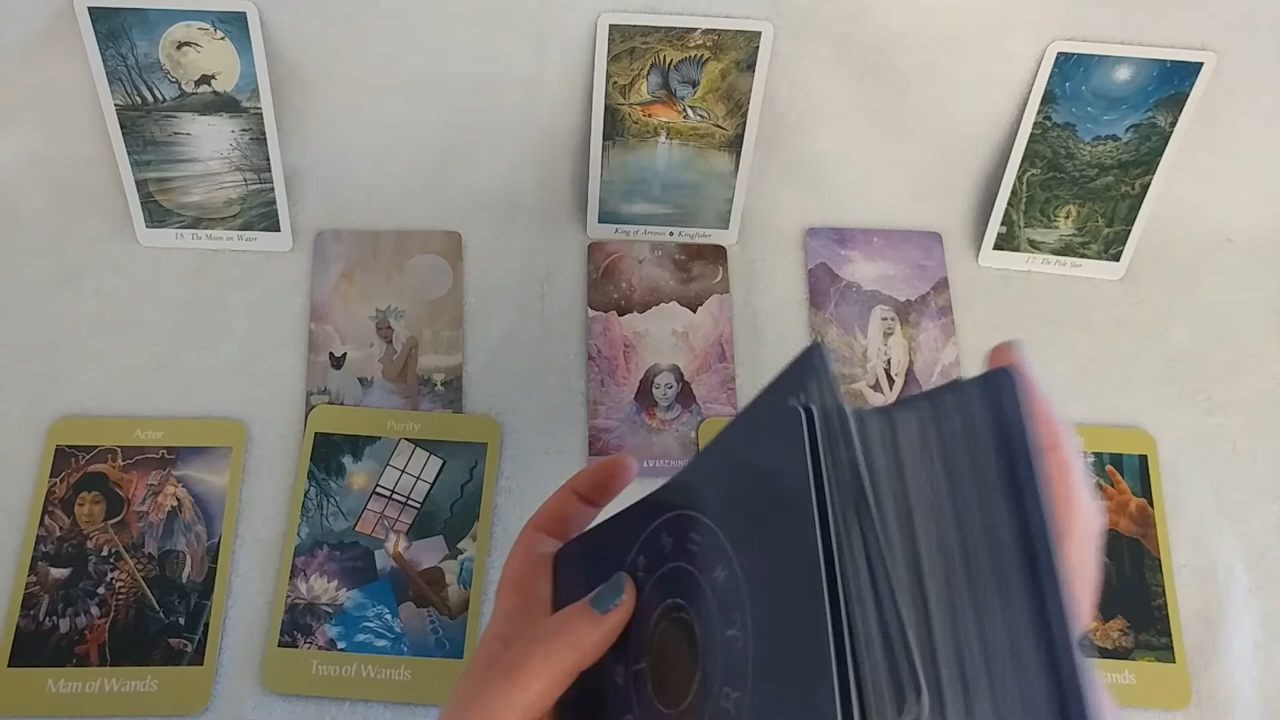 18 The Moon on Water
King of Arrows Kingfisher
17 The Pole Star
AWAKENING
Actor
Man of Wands
Purity
Two of Wands
ands